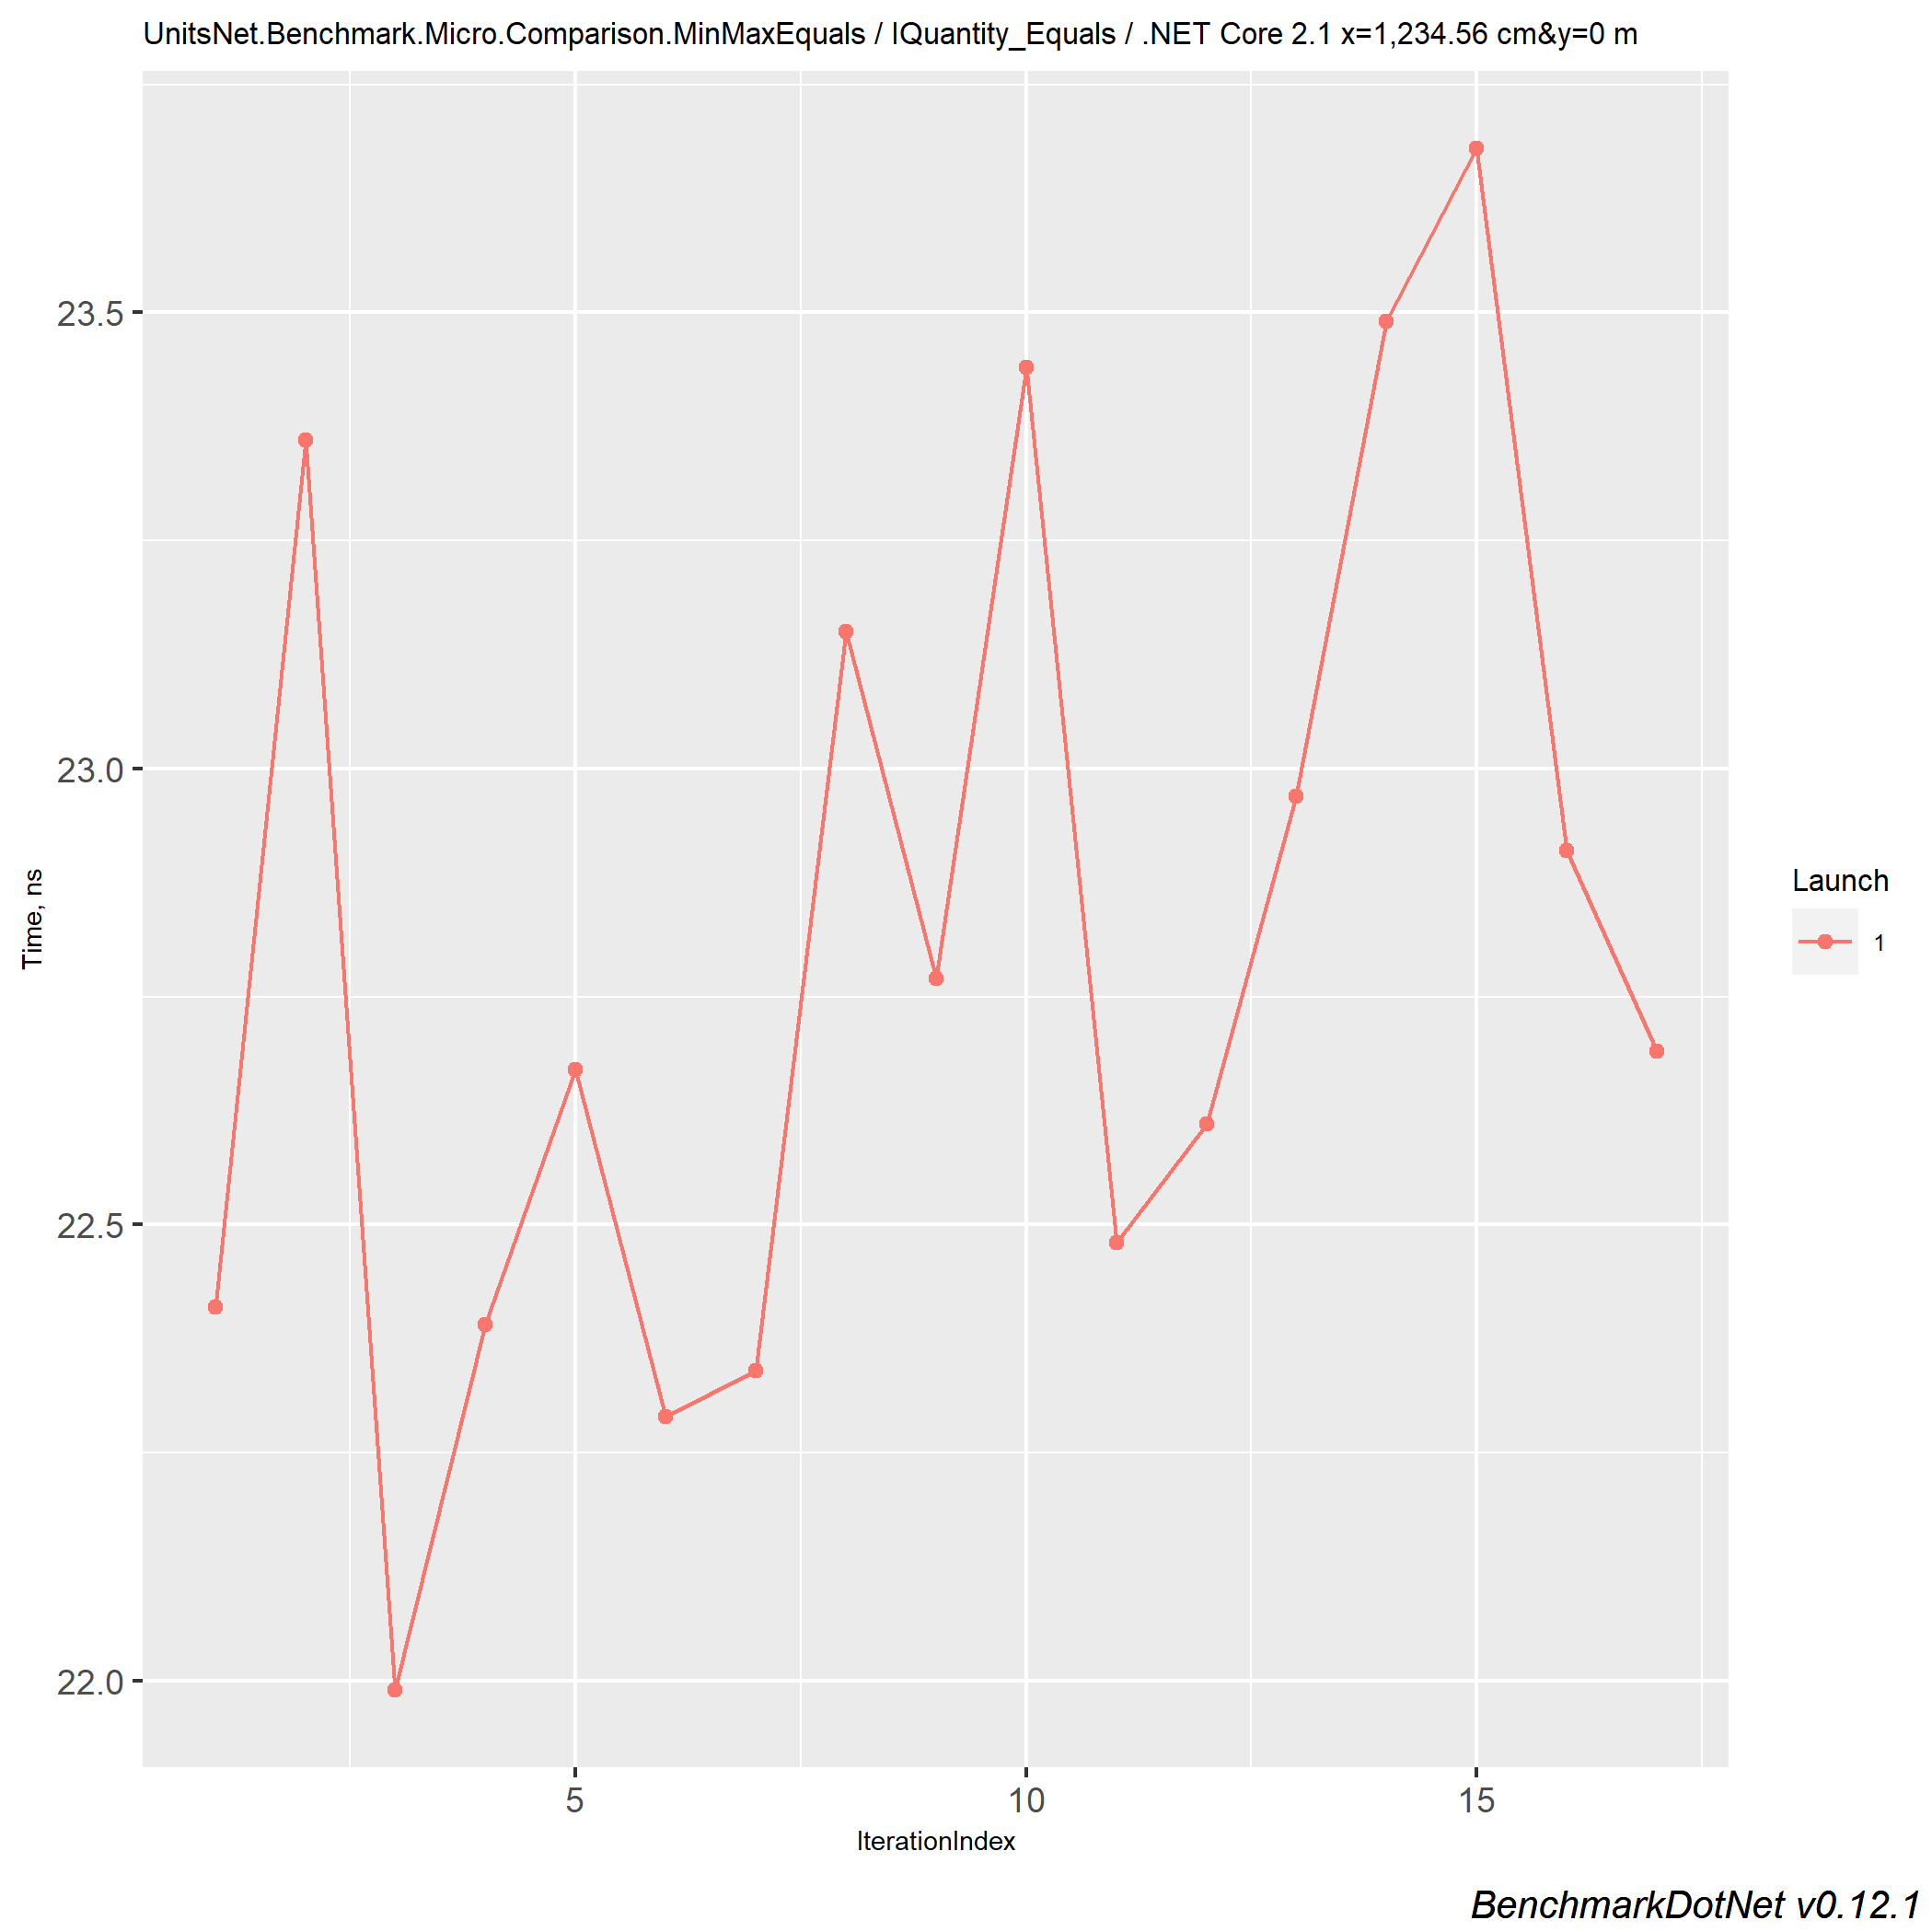 UnitsNet.Benchmark.Micro.Comparison.MinMaxEquals / IQuantity_Equals / .NET Core 2.1 x=1,234.56 cm&y=0 m
23.5
23.0
22.5
22.0
Time, ns
5 10 15
IterationIndex
Launch
1
BenchmarkDotNet v0.12.1